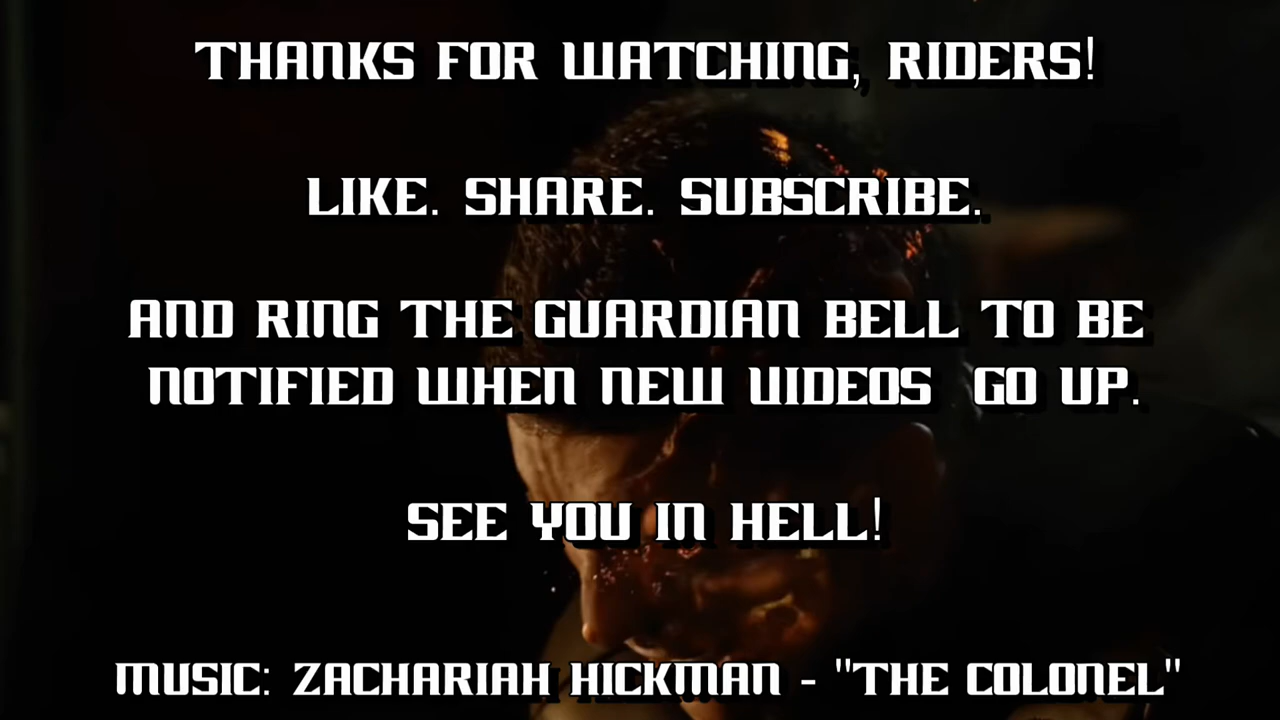 THANKS FOR WATCHING, RIDERS!
LIKE. SHARE. SUBSCRIBE.
AND RING THE GUARDIAN BELL TO BE
NOTIFIED WHEN NEW VIDEOS GO UP.
SEE YOU IN HELL!
MUSIC: ZACHARIAH HICKMAN - "THE COLONEL"